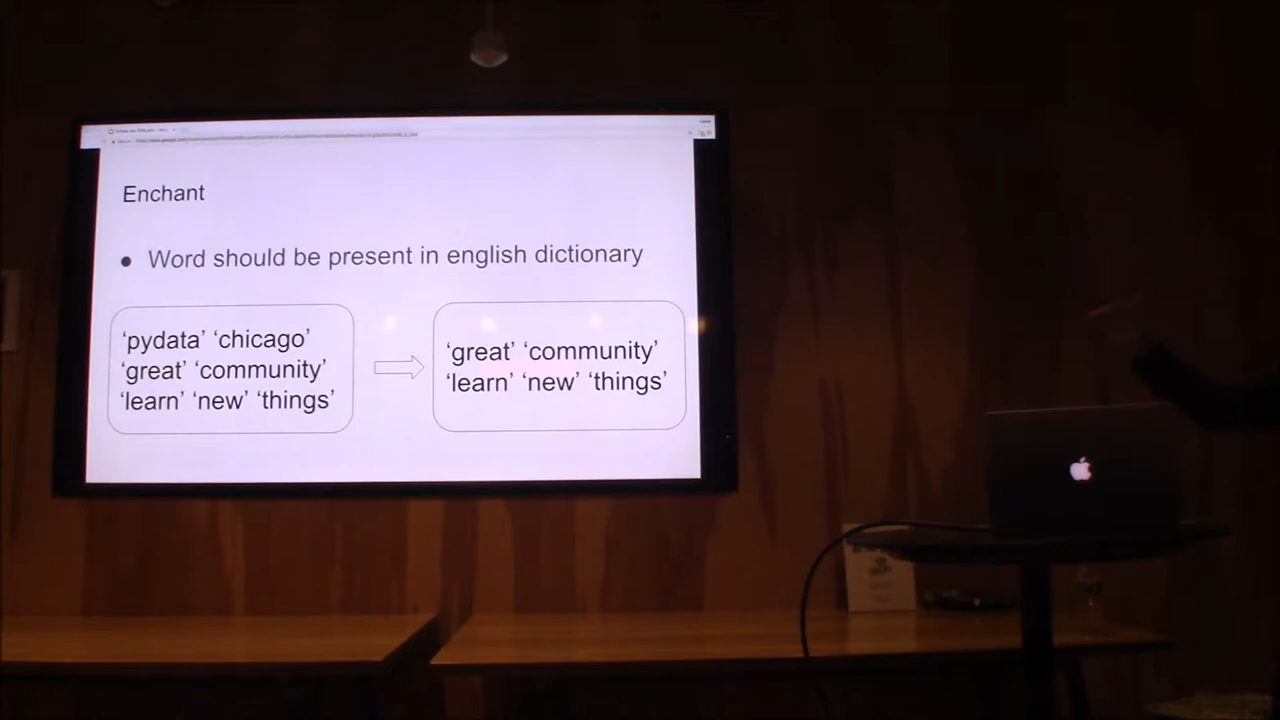 Enchant
● Word should be present in english dictionary
‘pydata’ ‘chicago’
‘great’ ‘community’
‘learn’ ‘new’ ‘things’
‘great’ ‘community’
‘learn’ ‘new’ ‘things’